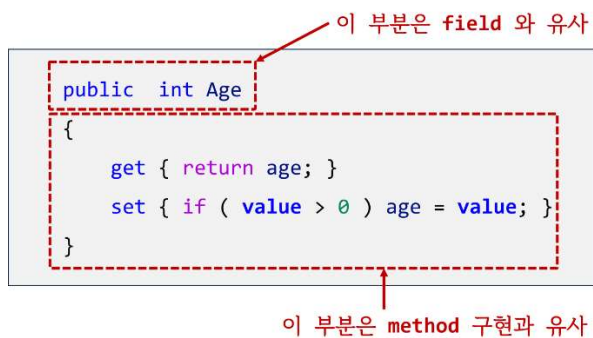 이 부분은 field 와 유사
public  int Age
{
    get { return age; }
    set { if ( value > 0 ) age = value; }
}
이 부분은 method 구현과 유사